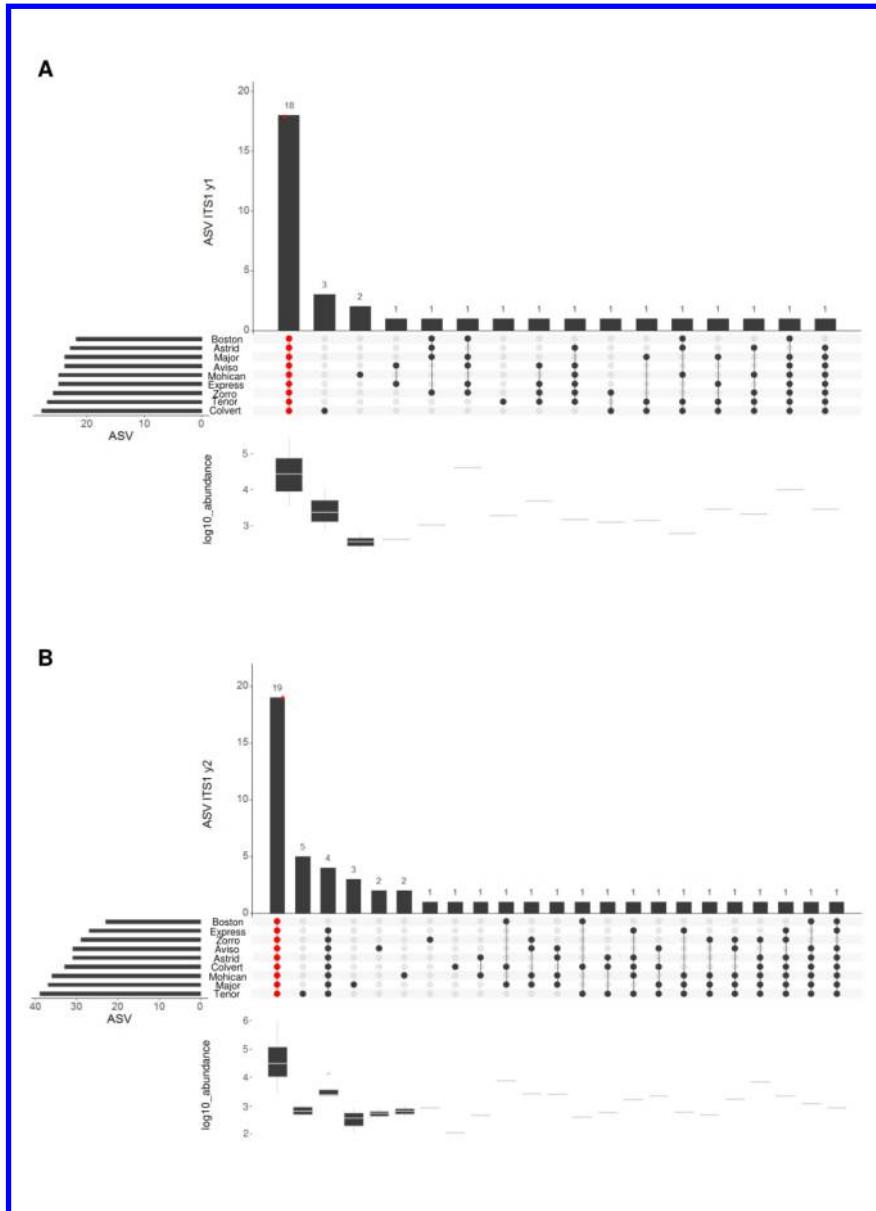 A
20
15
10
5
0
ASV ITS1 y1
18
3
2
1 1 1 1 1 1 1 1 1 1 1 1 1
Boston
Astrid
Major
Aviso
Mohican
Express
Zorro
Tenor
Colvert
20 10 0
ASV
5
4
3
log10_abundance
B
20
15
10
5
0
ASV ITS1 y2
19
5
4
3
2 2
1 1 1 1 1 1 1 1 1 1 1 1 1 1 1 1 1
Boston
Express
Zorro
Aviso
Astrid
Colvert
Mohican
Major
Tenor
40 30 20 10 0
ASV
6
5
4
3
2
log10_abundance